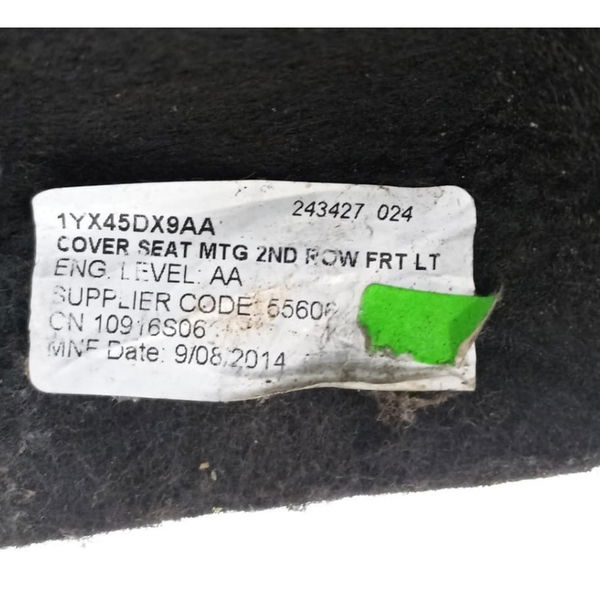 1YX45DX9AA 243427 024
COVER SEAT MTG 2ND ROW FRT LT
ENG. LEVEL: AA
SUPPLIER CODE:
CN 10916S06
MNF Date: 9/08/2014